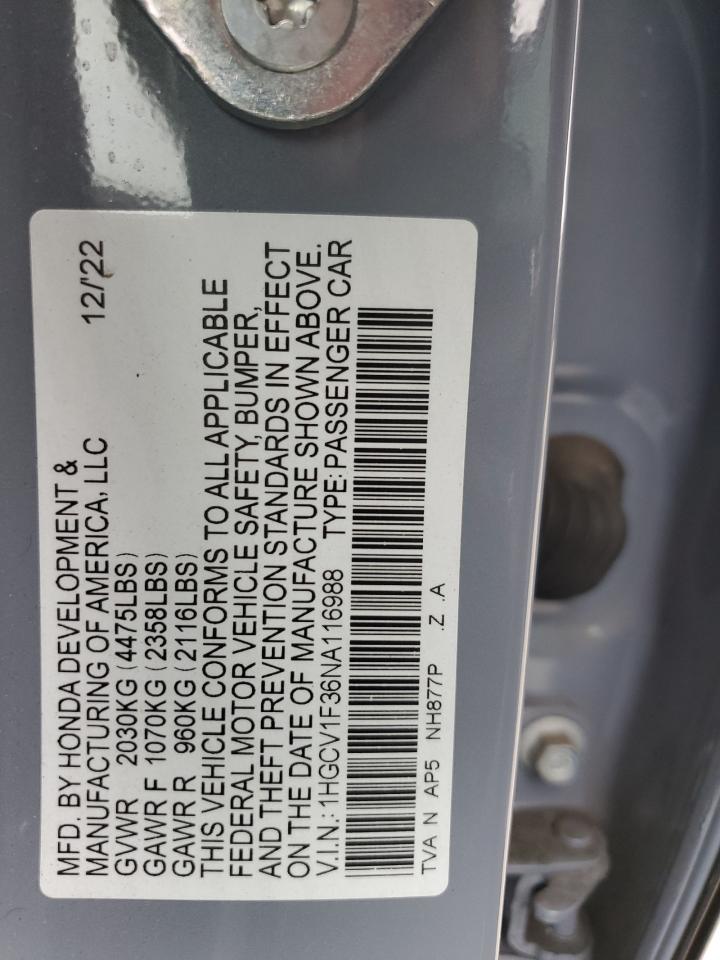 MFD. BY HONDA DEVELOPMENT &
MANUFACTURING OF AMERICA, LLC 12/'22
GVWR 2030KG (4475LBS)
GAWR F 1070KG (2358LBS)
GAWR R 960KG (2116LBS)
THIS VEHICLE CONFORMS TO ALL APPLICABLE
FEDERAL MOTOR VEHICLE SAFETY, BUMPER,
AND THEFT PREVENTION STANDARDS IN EFFECT
ON THE DATE OF MANUFACTURE SHOWN ABOVE.
V.I.N.: 1HGCV1F36NA116988 TYPE: PASSENGER CAR
TVA N AP5 NH877P .Z .A